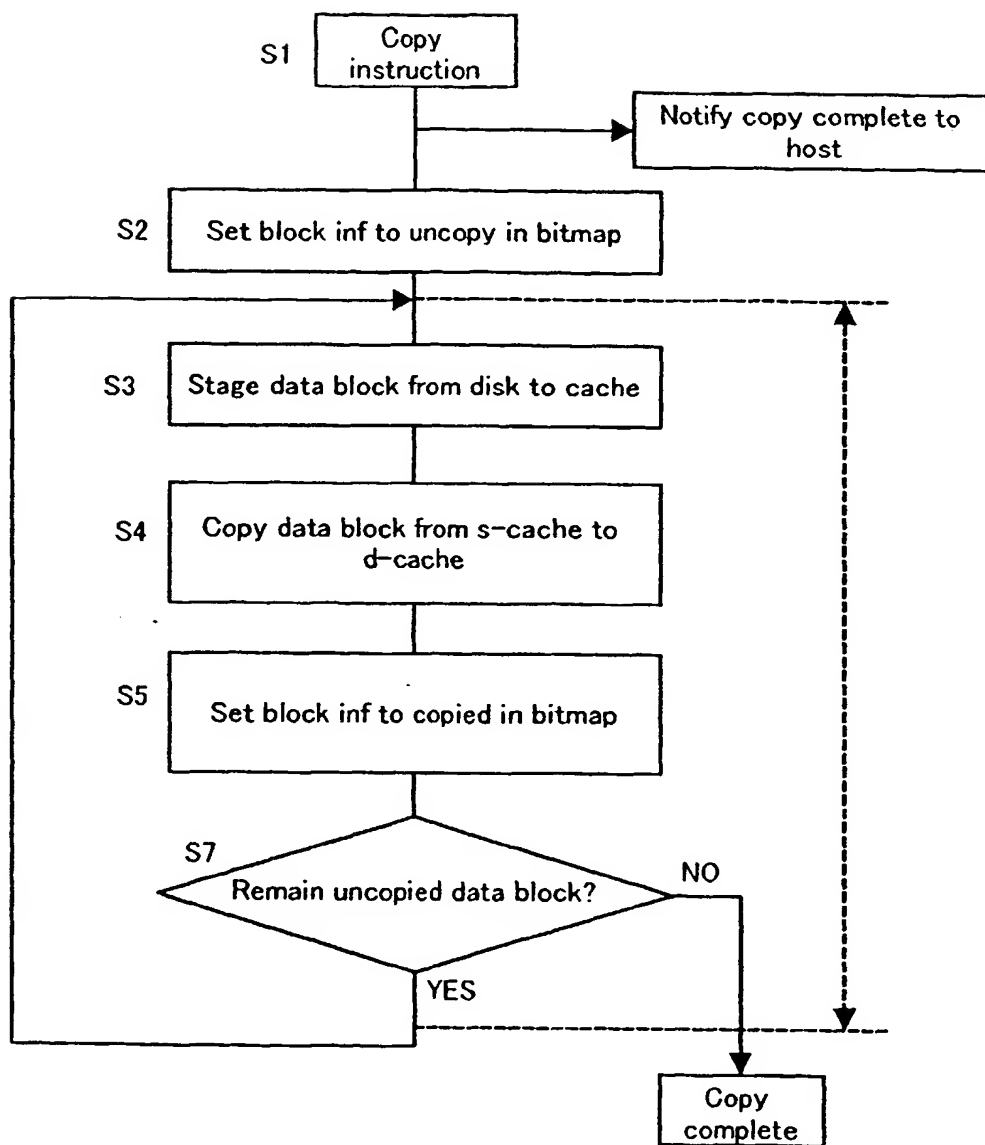 S1
Copy
instruction
Notify copy complete to
host
S2
Set block inf to uncopy in bitmap
S3
Stage data block from disk to cache
S4
Copy data block from s-cache to
d-cache
S5
Set block inf to copied in bitmap
S7
Remain uncopied data block?
NO
YES
Copy
complete